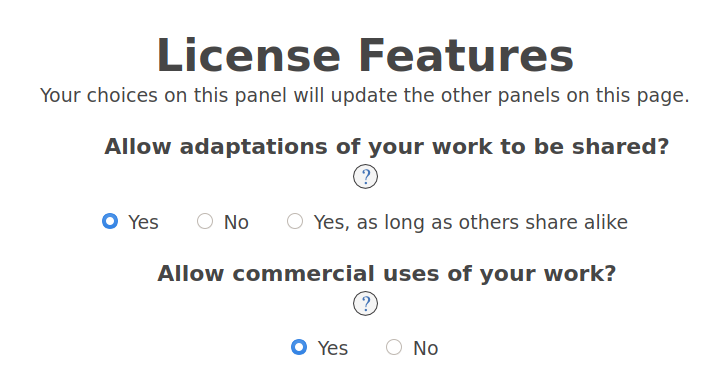 License Features
Your choices on this panel will update the other panels on this page.
Allow adaptations of your work to be shared?
?
Yes No Yes, as long as others share alike
Allow commercial uses of your work?
?
Yes No